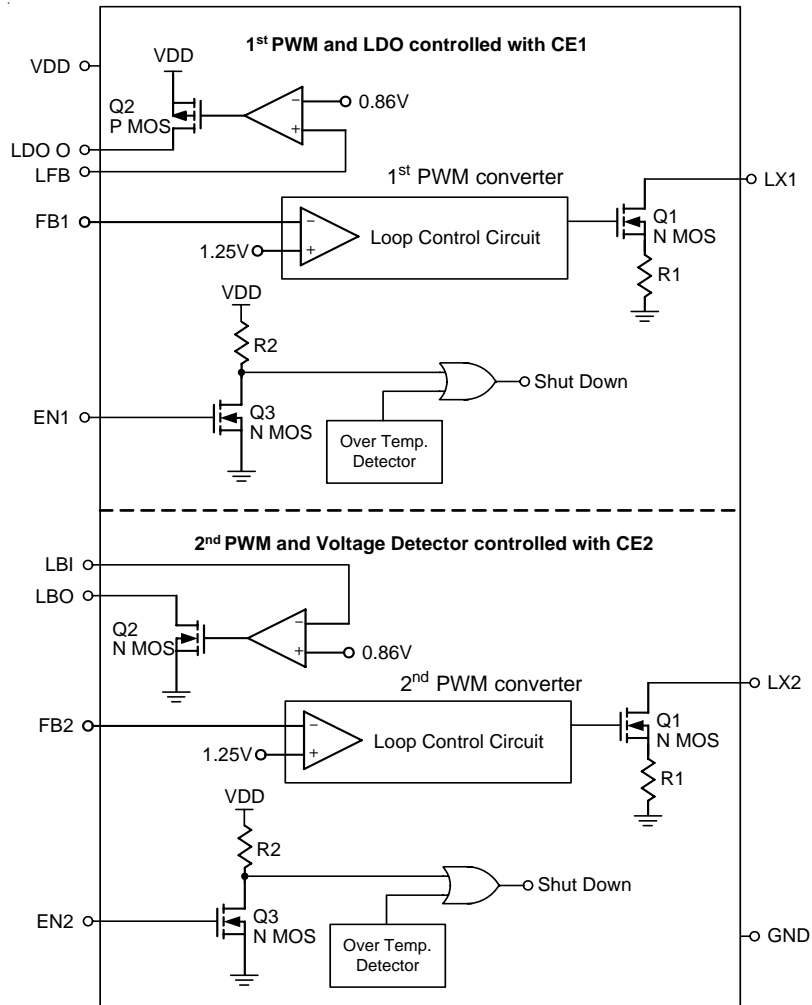 1st PWM and LDO controlled with CE1
VDD
VDD
Q2
P MOS
−
0.86V
+
LDO O
LFB
1st PWM converter
LX1
FB1
−
Loop Control Circuit
Q1
N MOS
1.25V
+
R1
VDD
R2
Shut Down
EN1
Q3
N MOS
Over Temp.
Detector
2nd PWM and Voltage Detector controlled with CE2
LBI
LBO
Q2
N MOS
−
+
0.86V
2nd PWM converter
LX2
FB2
−
Loop Control Circuit
Q1
N MOS
1.25V
+
R1
VDD
R2
Shut Down
EN2
Q3
N MOS
Over Temp.
Detector
GND